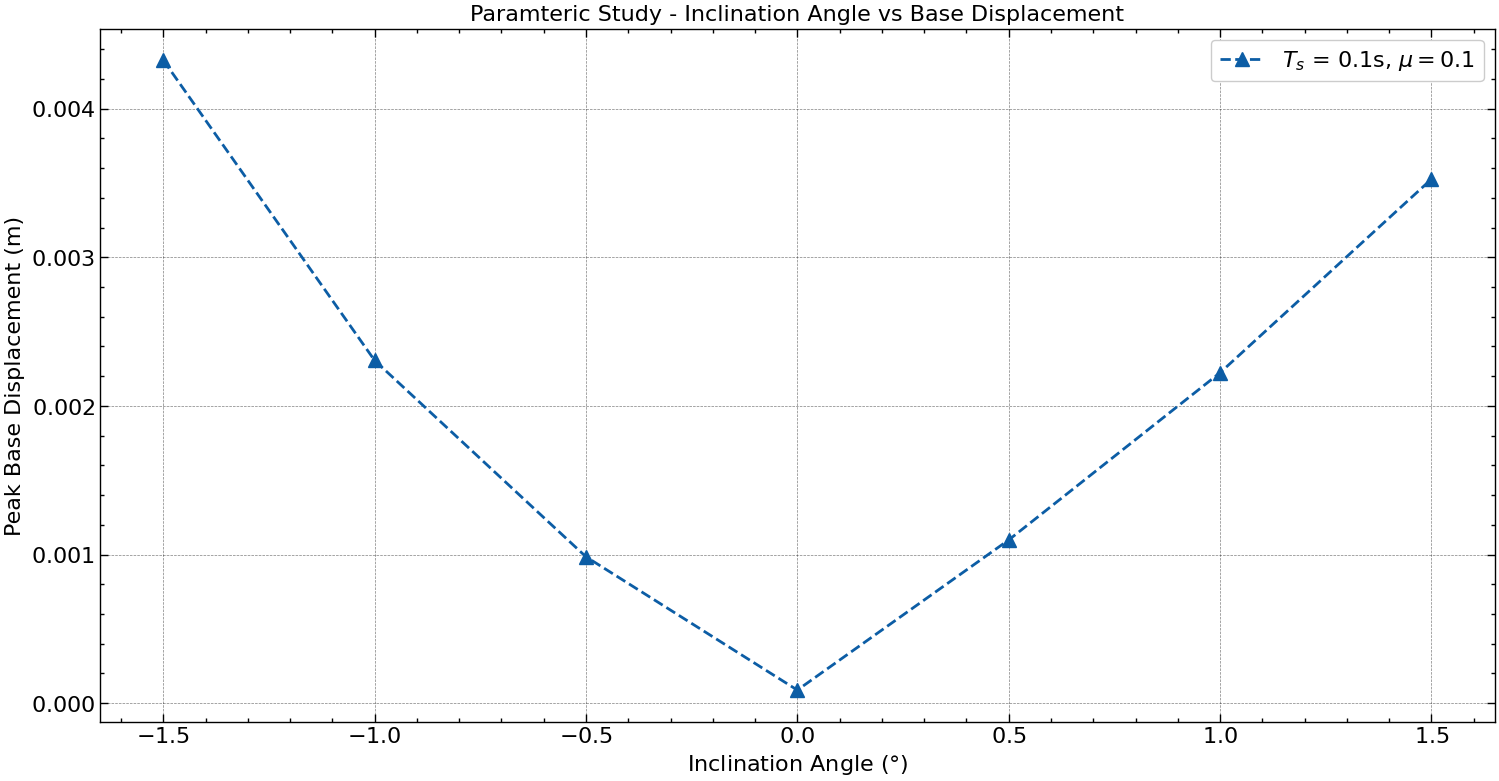 Paramteric Study - Inclination Angle vs Base Displacement
T_s = 0.1s, μ = 0.1
Peak Base Displacement (m)
0.004
0.003
0.002
0.001
0.000
−1.5 −1.0 −0.5 0.0 0.5 1.0 1.5
Inclination Angle (°)